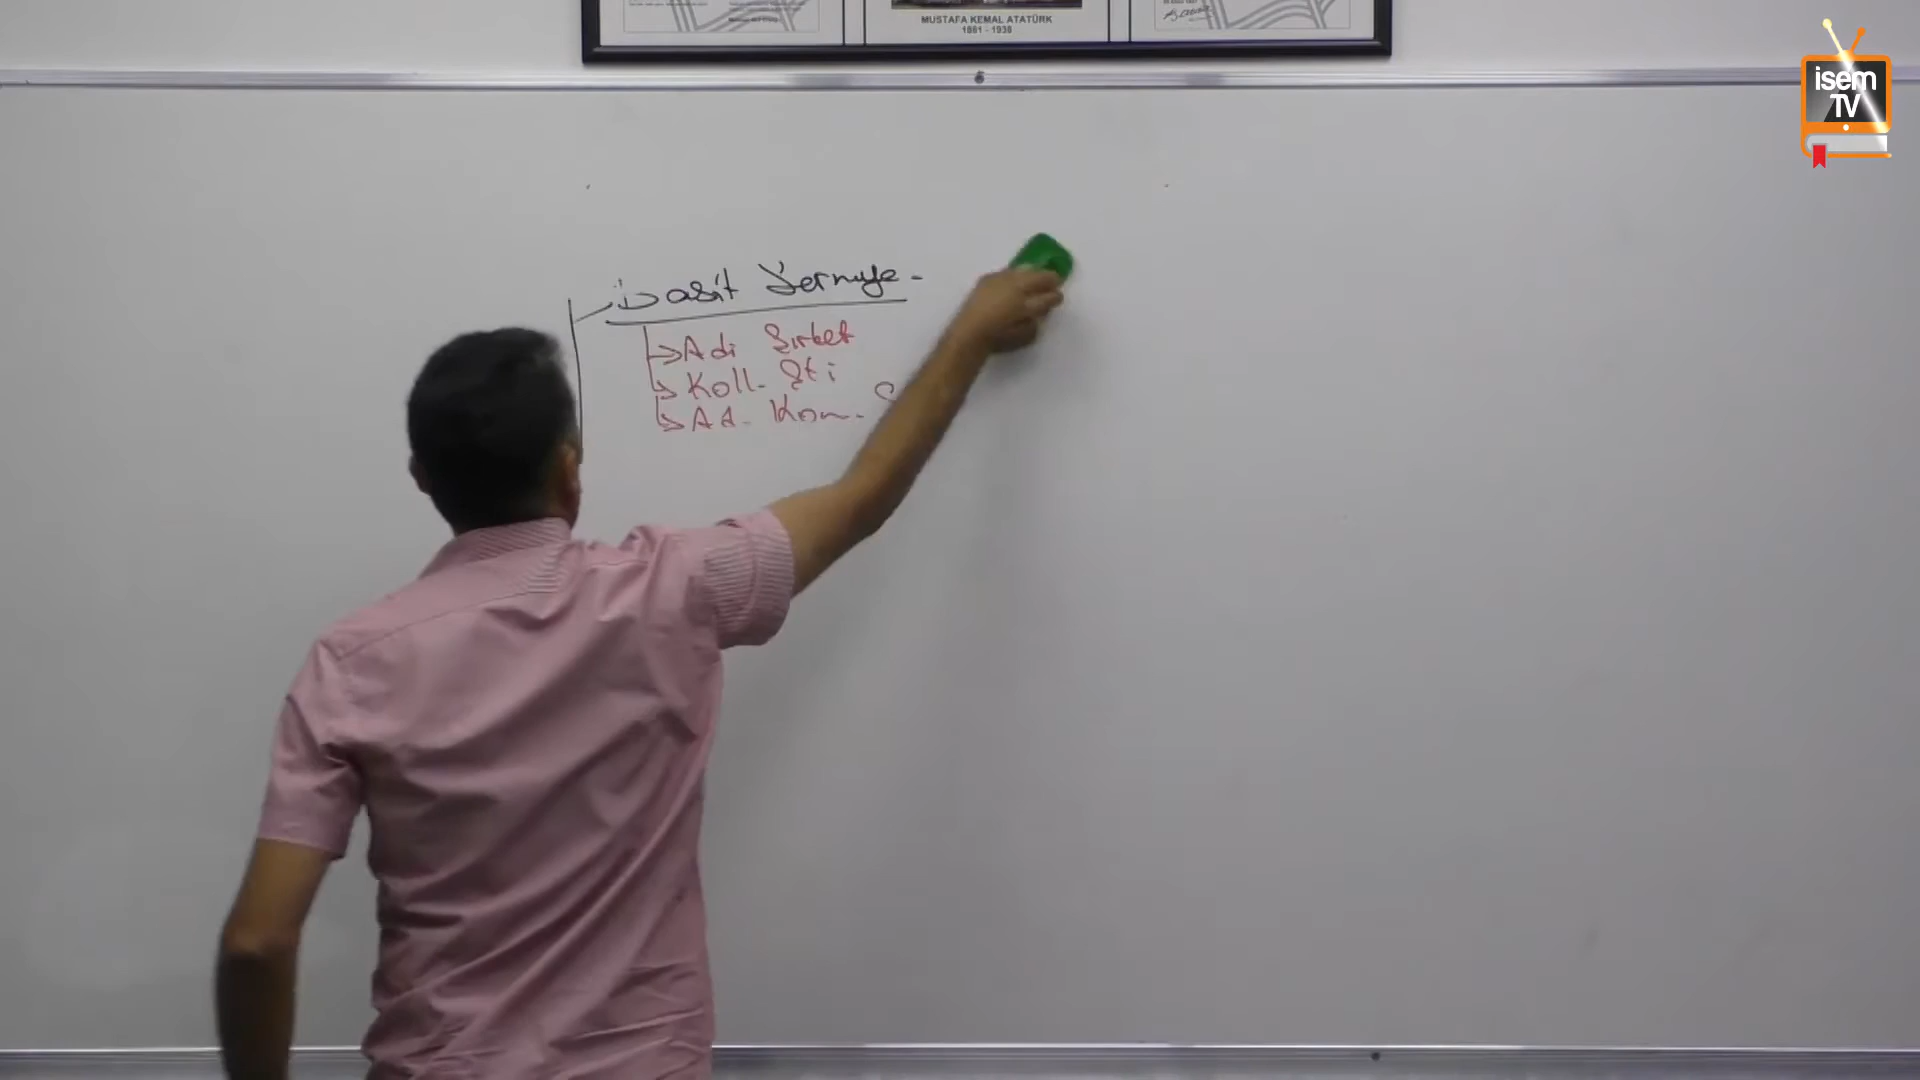 MUSTAFA KEMAL ATATÜRK
1881 - 1938
isem
TV
Basit Sermaye -
Adi Şirket
Koll. Şti
Ad. Kom. Ş